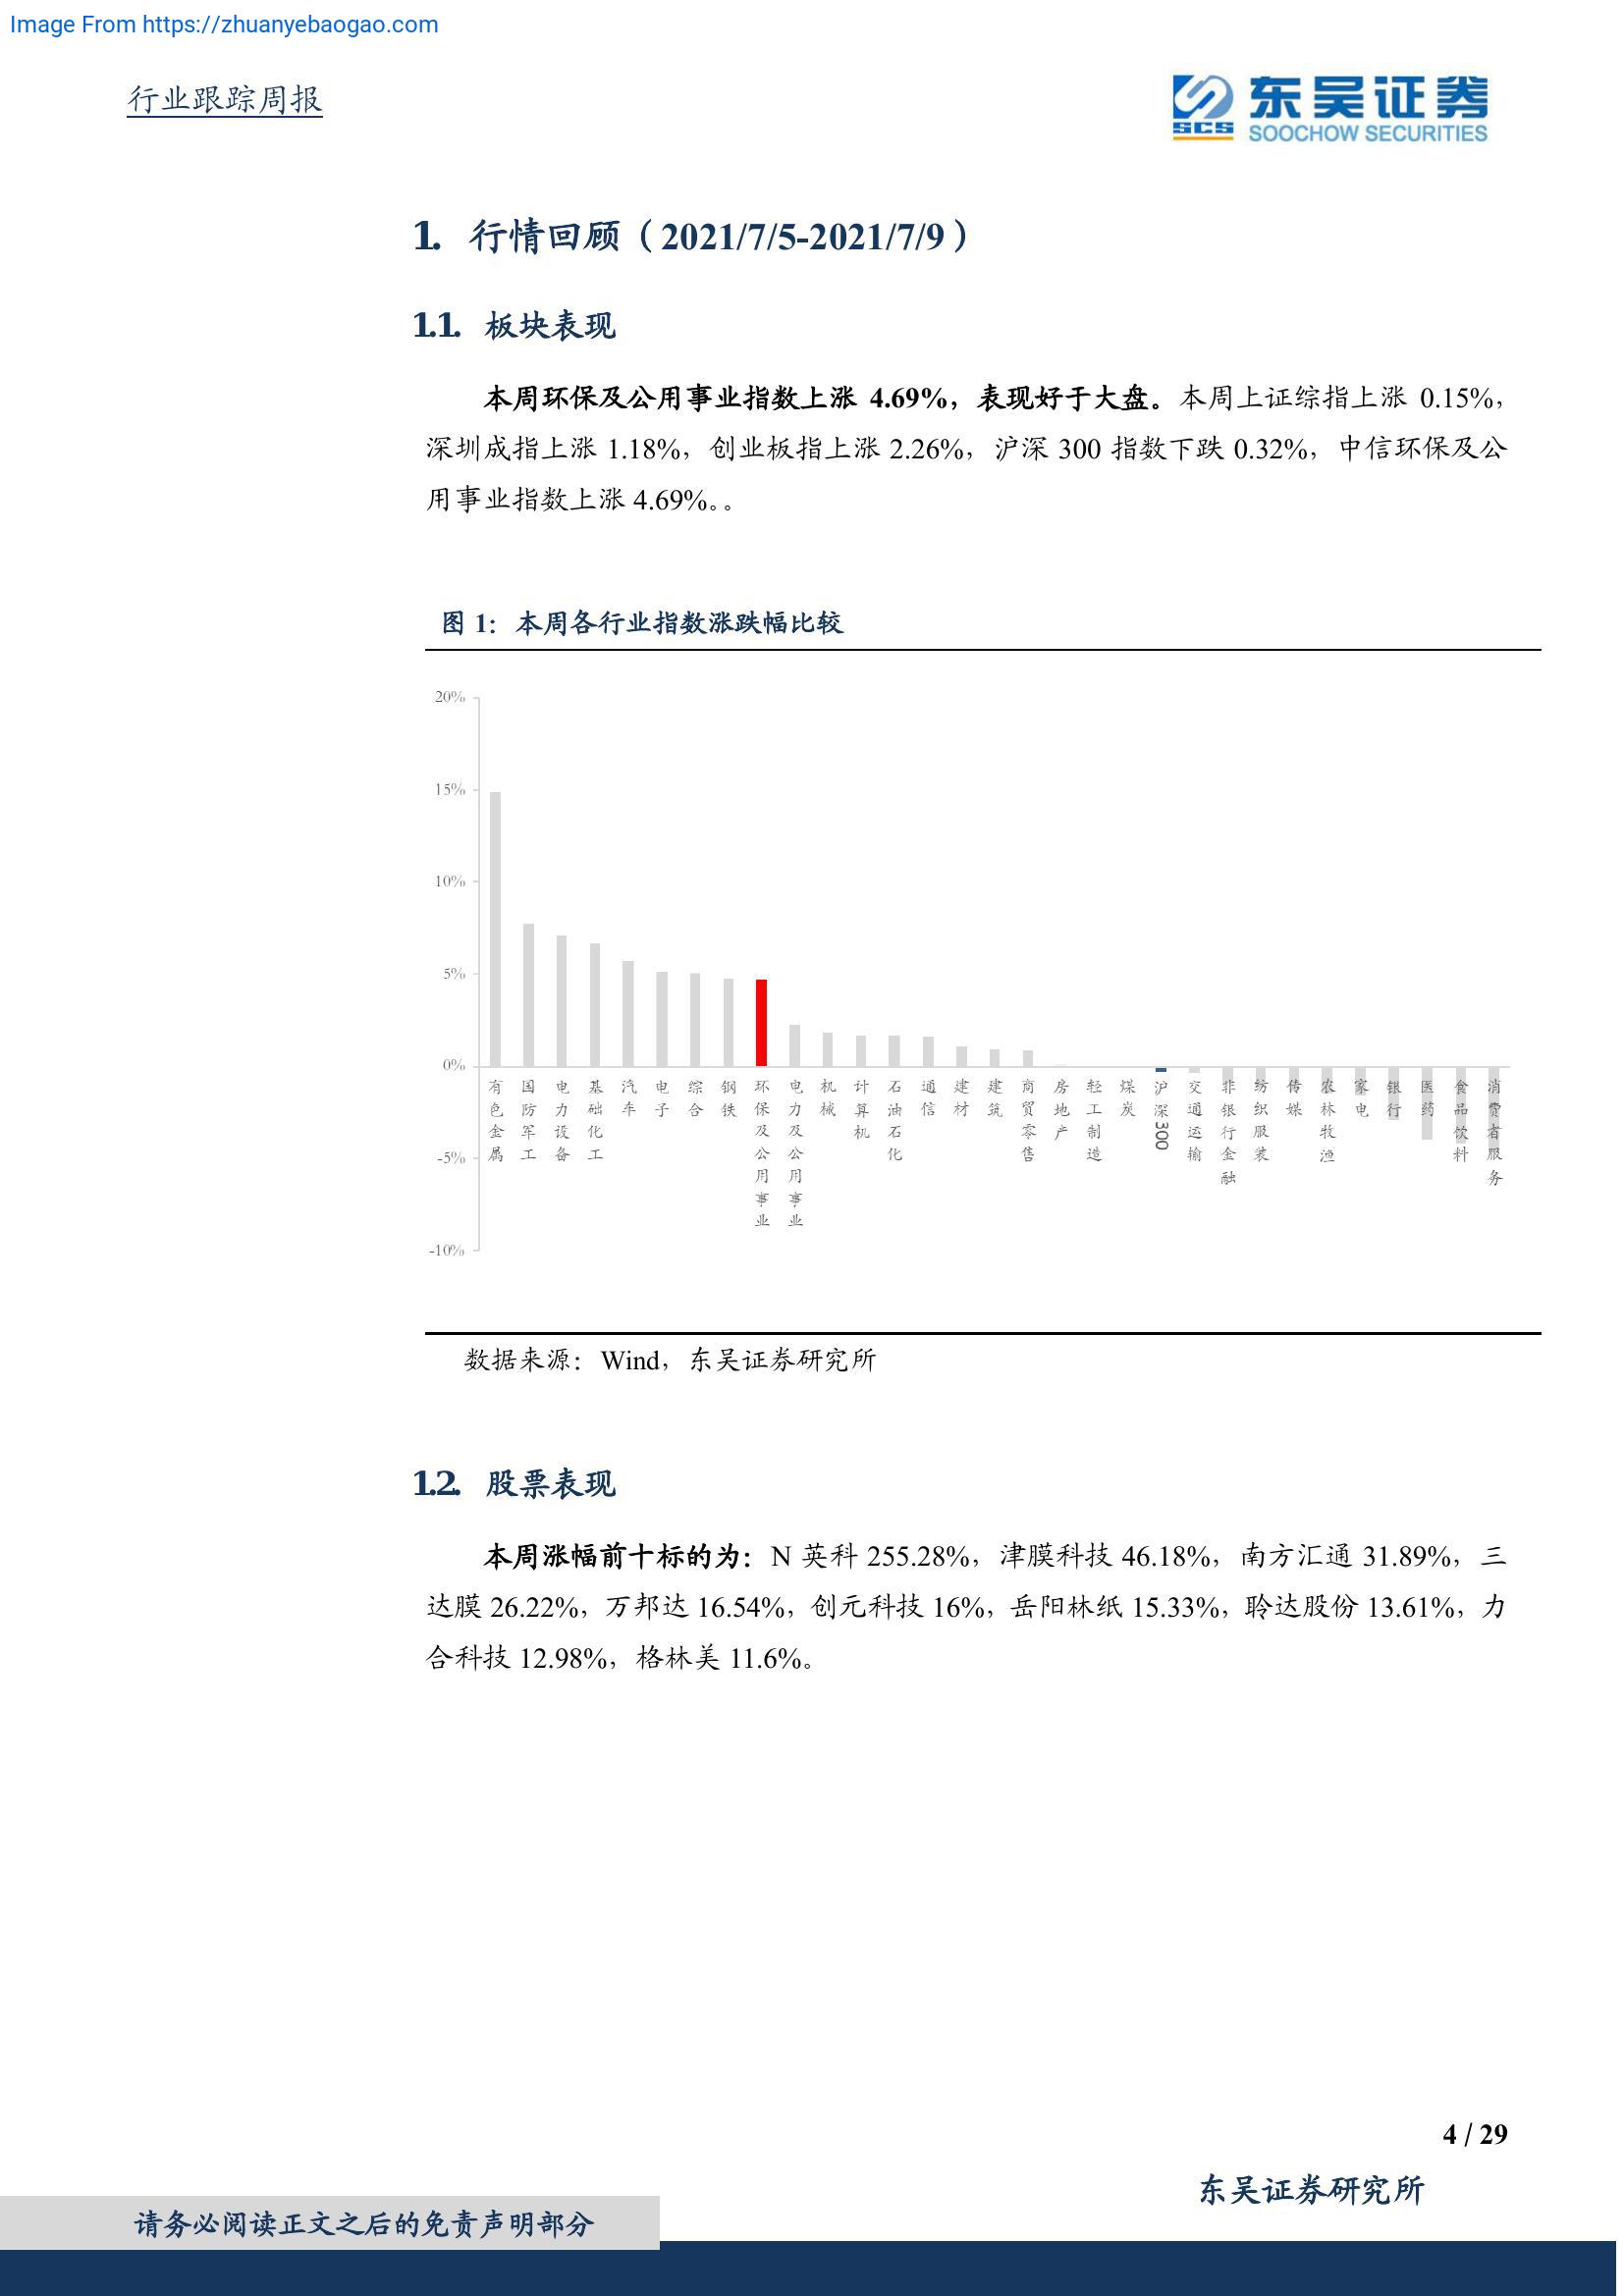 Image From https://zhuanyebaogao.com
行业跟踪周报
SCS
东吴证券
SOOCHOW SECURITIES
1. 行情回顾（2021/7/5-2021/7/9）
1.1. 板块表现
本周环保及公用事业指数上涨 4.69%，表现好于大盘。本周上证综指上涨 0.15%，
深圳成指上涨 1.18%，创业板指上涨 2.26%，沪深 300 指数下跌 0.32%，中信环保及公
用事业指数上涨 4.69%。。
图 1：本周各行业指数涨跌幅比较
20%
15%
10%
5%
0%
-5%
-10%
有色金属
国防军工
电力设备
基础化工
汽车
电子
综合
钢铁
环保及公用事业
电力及公用事业
机械
计算机
石油石化
通信
建材
建筑
商贸零售
房地产
轻工制造
煤炭
沪深300
交通运输
非银行金融
纺织服装
传媒
农林牧渔
家电
银行
医药
食品饮料
消费者服务
数据来源：Wind，东吴证券研究所
1.2. 股票表现
本周涨幅前十标的为：N 英科 255.28%，津膜科技 46.18%，南方汇通 31.89%，三
达膜 26.22%，万邦达 16.54%，创元科技 16%，岳阳林纸 15.33%，聆达股份 13.61%，力
合科技 12.98%，格林美 11.6%。
4 / 29
东吴证券研究所
请务必阅读正文之后的免责声明部分